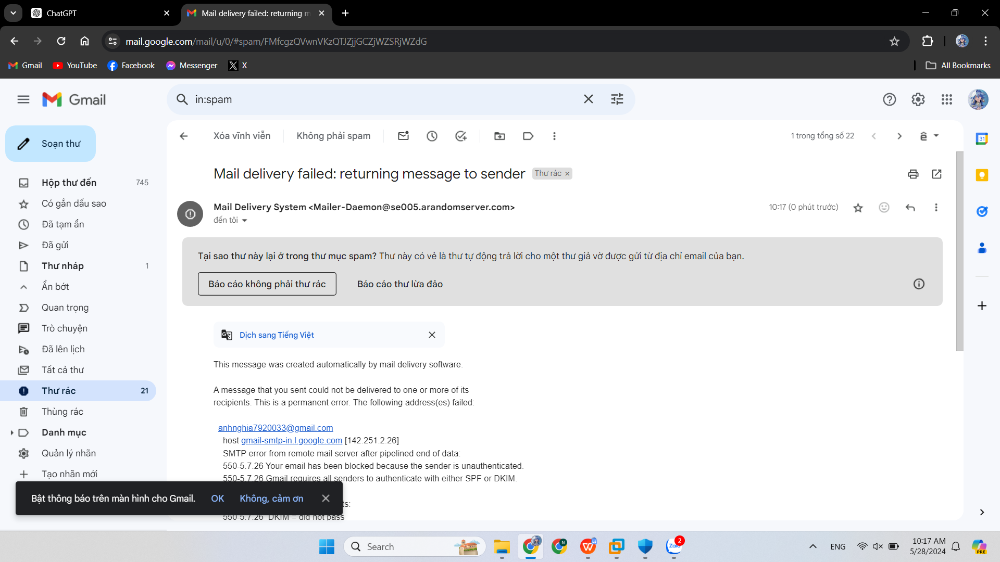 ChatGPT
Mail delivery failed: returning m
mail.google.com/mail/u/0/#spam/FMfcgzQVwnVKzQTJZjjGCZjWZSRjWZdG
Gmail
YouTube
Facebook
Messenger
X
All Bookmarks
Gmail
in:spam
Soạn thư
Xóa vĩnh viễn
Không phải spam
1 trong tổng số 22
Hộp thư đến 745
Có gắn dấu sao
Đã tạm ẩn
Đã gửi
Thư nháp 1
Ẩn bớt
Quan trọng
Trò chuyện
Đã lên lịch
Tất cả thư
Thư rác 21
Thùng rác
Danh mục
Quản lý nhãn
Tạo nhãn mới
Mail delivery failed: returning message to sender
Thư rác
Mail Delivery System <Mailer-Daemon@se005.arandomserver.com>
10:17 (0 phút trước)
đến tôi
Tại sao thư này lại ở trong thư mục spam? Thư này có vẻ là thư tự động trả lời cho một thư giả vờ được gửi từ địa chỉ email của bạn.
Báo cáo không phải thư rác
Báo cáo thư lừa đảo
Dịch sang Tiếng Việt
This message was created automatically by mail delivery software.
A message that you sent could not be delivered to one or more of its
recipients. This is a permanent error. The following address(es) failed:
anhnghia7920033@gmail.com
host gmail-smtp-in.l.google.com [142.251.2.26]
SMTP error from remote mail server after pipelined end of data:
550-5.7.26 Your email has been blocked because the sender is unauthenticated.
550-5.7.26 Gmail requires all senders to authenticate with either SPF or DKIM.
ts:
550-5.7.26 DKIM = did not pass
Bật thông báo trên màn hình cho Gmail.
OK
Không, cảm ơn
Search
Zalo
2
ENG
10:17 AM
5/28/2024
PRE